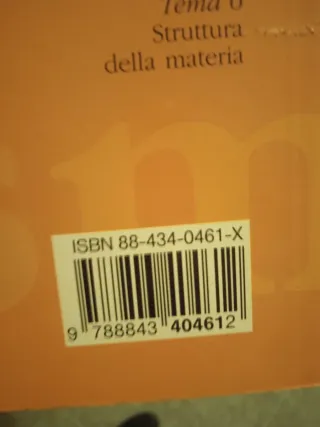 Tema 6
Struttura
della materia
ISBN 88-434-0461-X
9 788843 404612